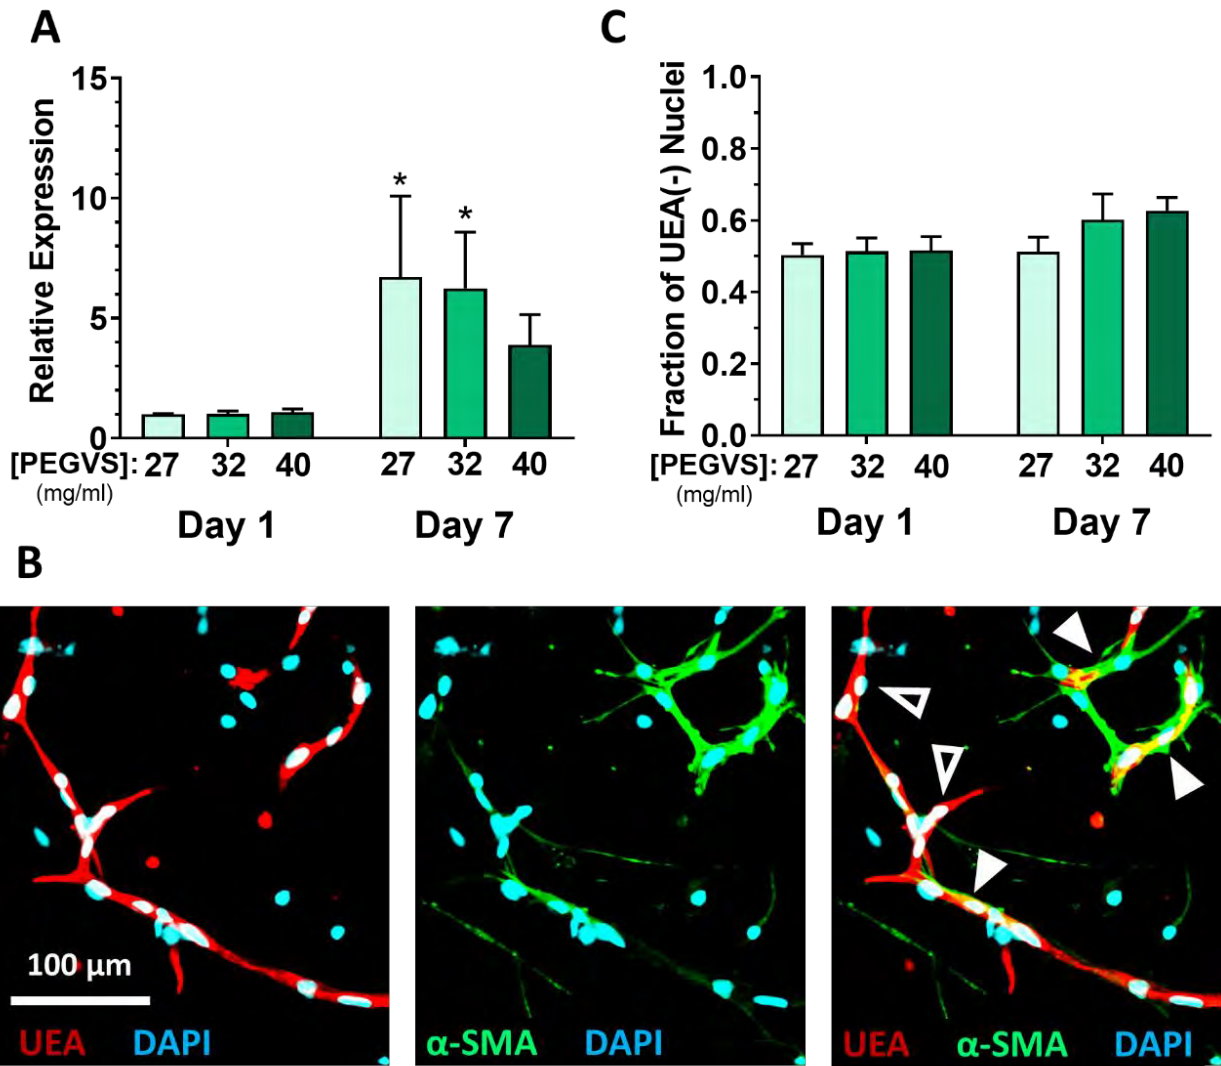 A
Relative Expression
15
10
5
0
*
*
[PEGVS]: 27 32 40 27 32 40
(mg/ml)
Day 1 Day 7
C
Fraction of UEA(-) Nuclei
1.0
0.8
0.6
0.4
0.2
0.0
[PEGVS]: 27 32 40 27 32 40
(mg/ml)
Day 1 Day 7
B
100 μm
UEA DAPI
α-SMA DAPI
UEA α-SMA DAPI